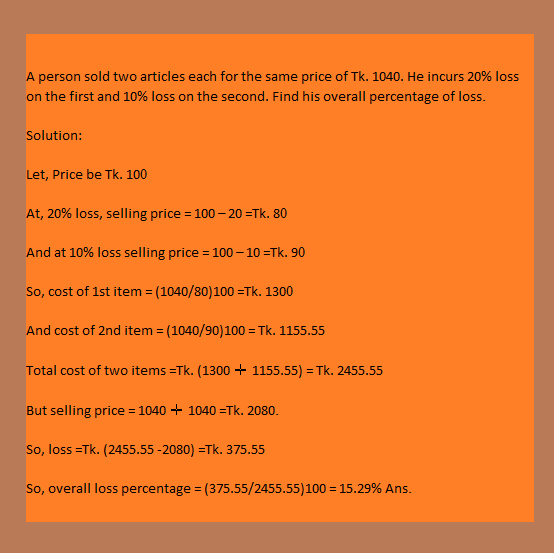 A person sold two articles each for the same price of Tk. 1040. He incurs 20% loss
on the first and 10% loss on the second. Find his overall percentage of loss.
Solution:
Let, Price be Tk. 100
At, 20% loss, selling price = 100 – 20 =Tk. 80
And at 10% loss selling price = 100 – 10 =Tk. 90
So, cost of 1st item = (1040/80)100 =Tk. 1300
And cost of 2nd item = (1040/90)100 = Tk. 1155.55
Total cost of two items =Tk. (1300 + 1155.55) = Tk. 2455.55
But selling price = 1040 + 1040 =Tk. 2080.
So, loss =Tk. (2455.55 -2080) =Tk. 375.55
So, overall loss percentage = (375.55/2455.55)100 = 15.29% Ans.